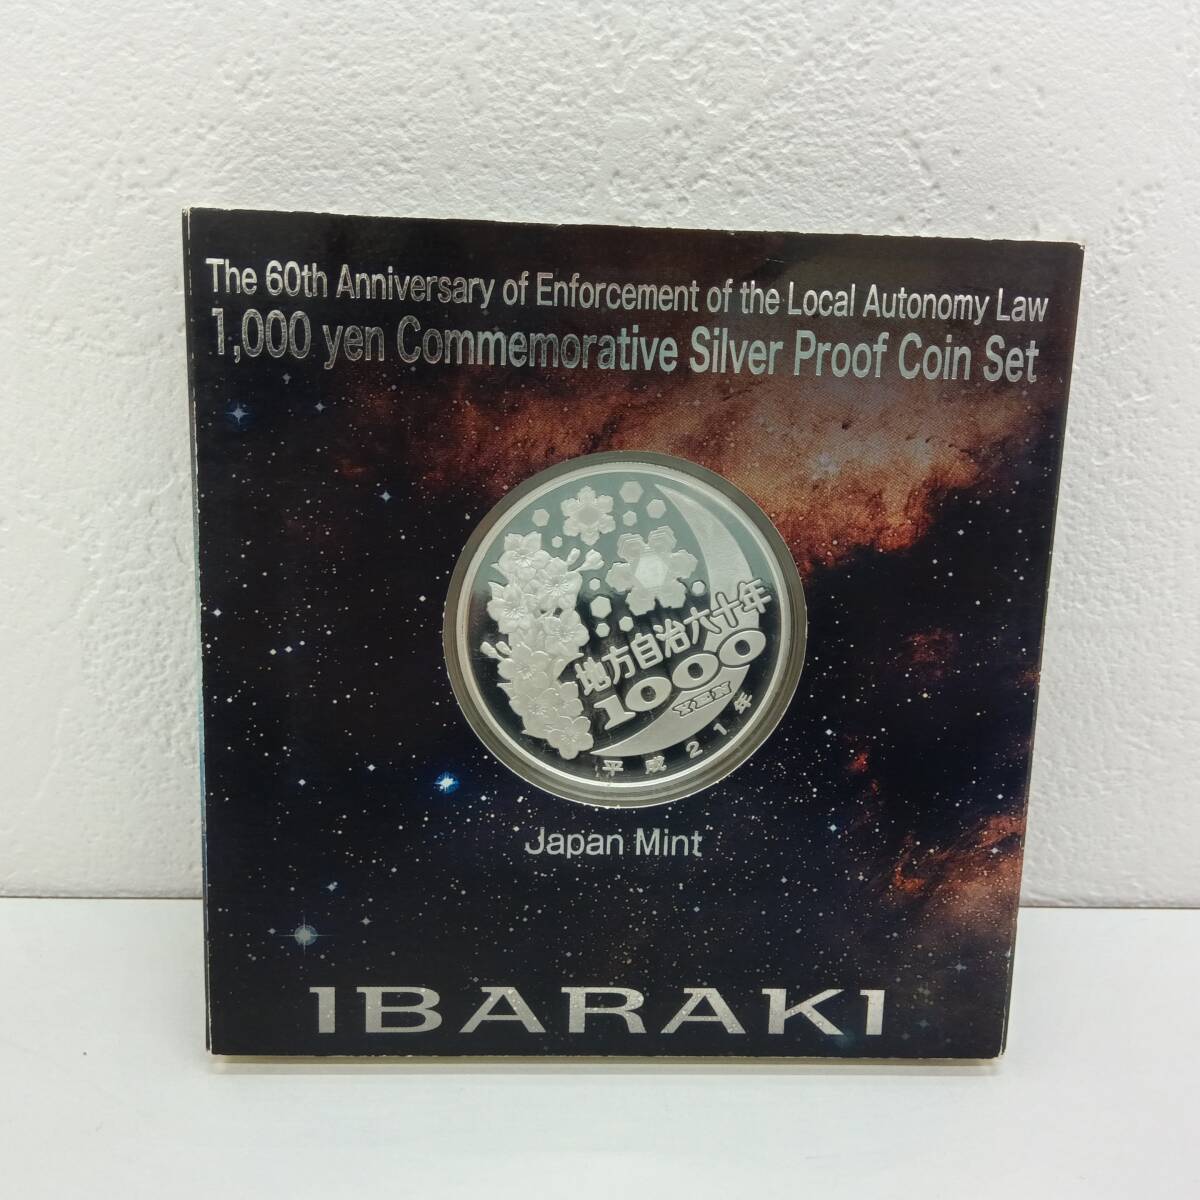 The 60th Anniversary of Enforcement of the Local Autonomy Law
1,000 yen Commemorative Silver Proof Coin Set
地方自治六十年
1000
YEN
平成21年
Japan Mint
IBARAKI